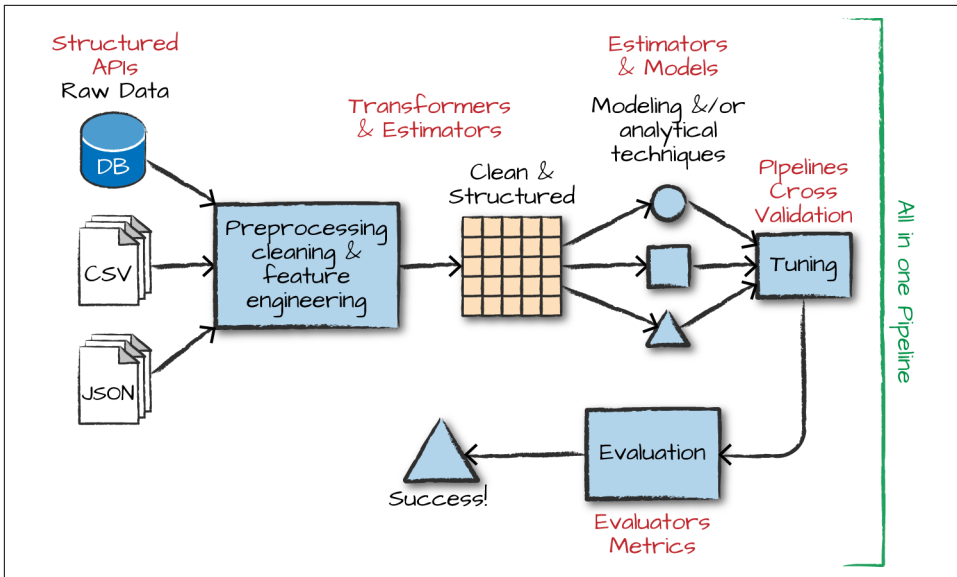 Structured
APIs
Raw Data
DB
CSV
JSON
Preprocessing
cleaning &
feature
engineering
Transformers
& Estimators
Clean &
Structured
Estimators
& Models
Modeling &/or
analytical
techniques
PIpelines
Cross
Validation
Tuning
Evaluation
Evaluators
Metrics
Success!
All in one Pipeline